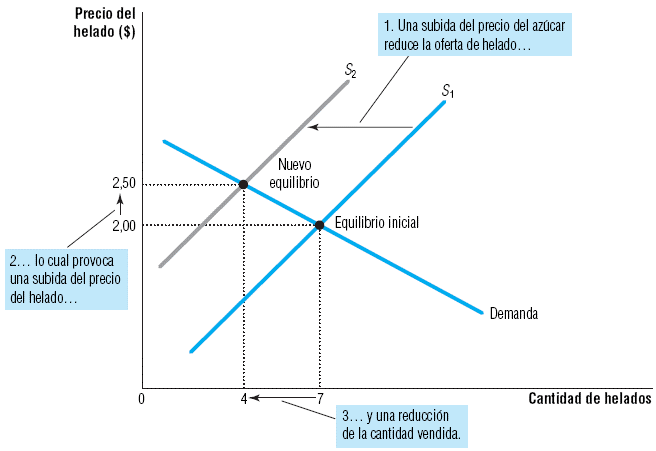 Precio del
helado ($)
1. Una subida del precio del azúcar
reduce la oferta de helado…
S2
S1
Nuevo
equilibrio
2,50
2,00
Equilibrio inicial
2… lo cual provoca
una subida del precio
del helado…
Demanda
0
4
7
Cantidad de helados
3… y una reducción
de la cantidad vendida.